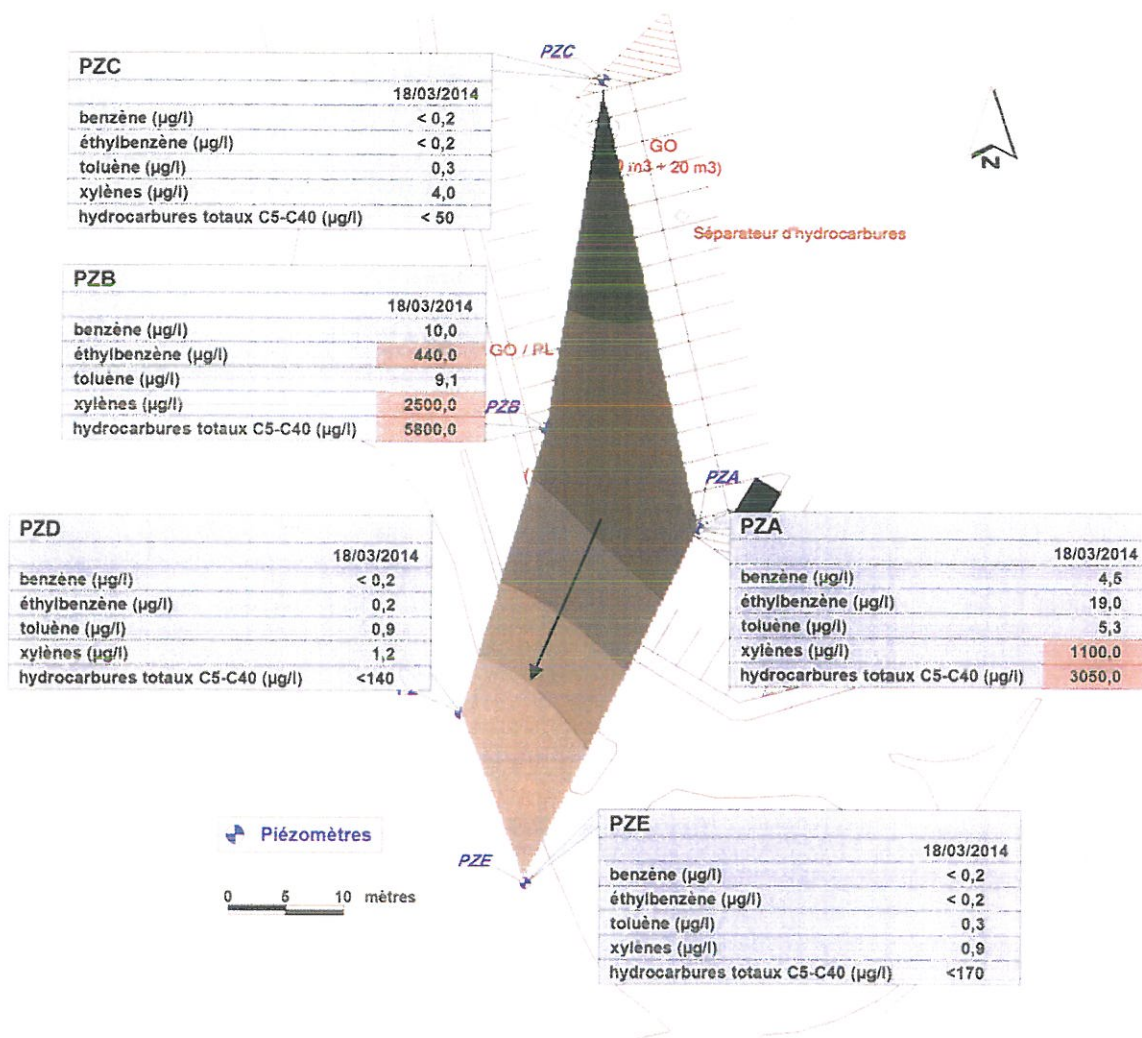 PZC
PZC
18/03/2014
benzène (µg/l) < 0,2
éthylbenzène (µg/l) < 0,2
toluène (µg/l) 0,3
xylènes (µg/l) 4,0
hydrocarbures totaux C5-C40 (µg/l) < 50
GO
m3 + 20 m3)
N
Séparateur d'hydrocarbures
PZB
18/03/2014
benzène (µg/l) 10,0
éthylbenzène (µg/l) 440,0
toluène (µg/l) 9,1
xylènes (µg/l) 2500,0
hydrocarbures totaux C5-C40 (µg/l) 5800,0
GO / PL
PZB
PZA
PZD
18/03/2014
benzène (µg/l) < 0,2
éthylbenzène (µg/l) 0,2
toluène (µg/l) 0,9
xylènes (µg/l) 1,2
hydrocarbures totaux C5-C40 (µg/l) <140
PZA
18/03/2014
benzène (µg/l) 4,5
éthylbenzène (µg/l) 19,0
toluène (µg/l) 5,3
xylènes (µg/l) 1100,0
hydrocarbures totaux C5-C40 (µg/l) 3050,0
Piézomètres
0 5 10 mètres
PZE
PZE
18/03/2014
benzène (µg/l) < 0,2
éthylbenzène (µg/l) < 0,2
toluène (µg/l) 0,3
xylènes (µg/l) 0,9
hydrocarbures totaux C5-C40 (µg/l) <170